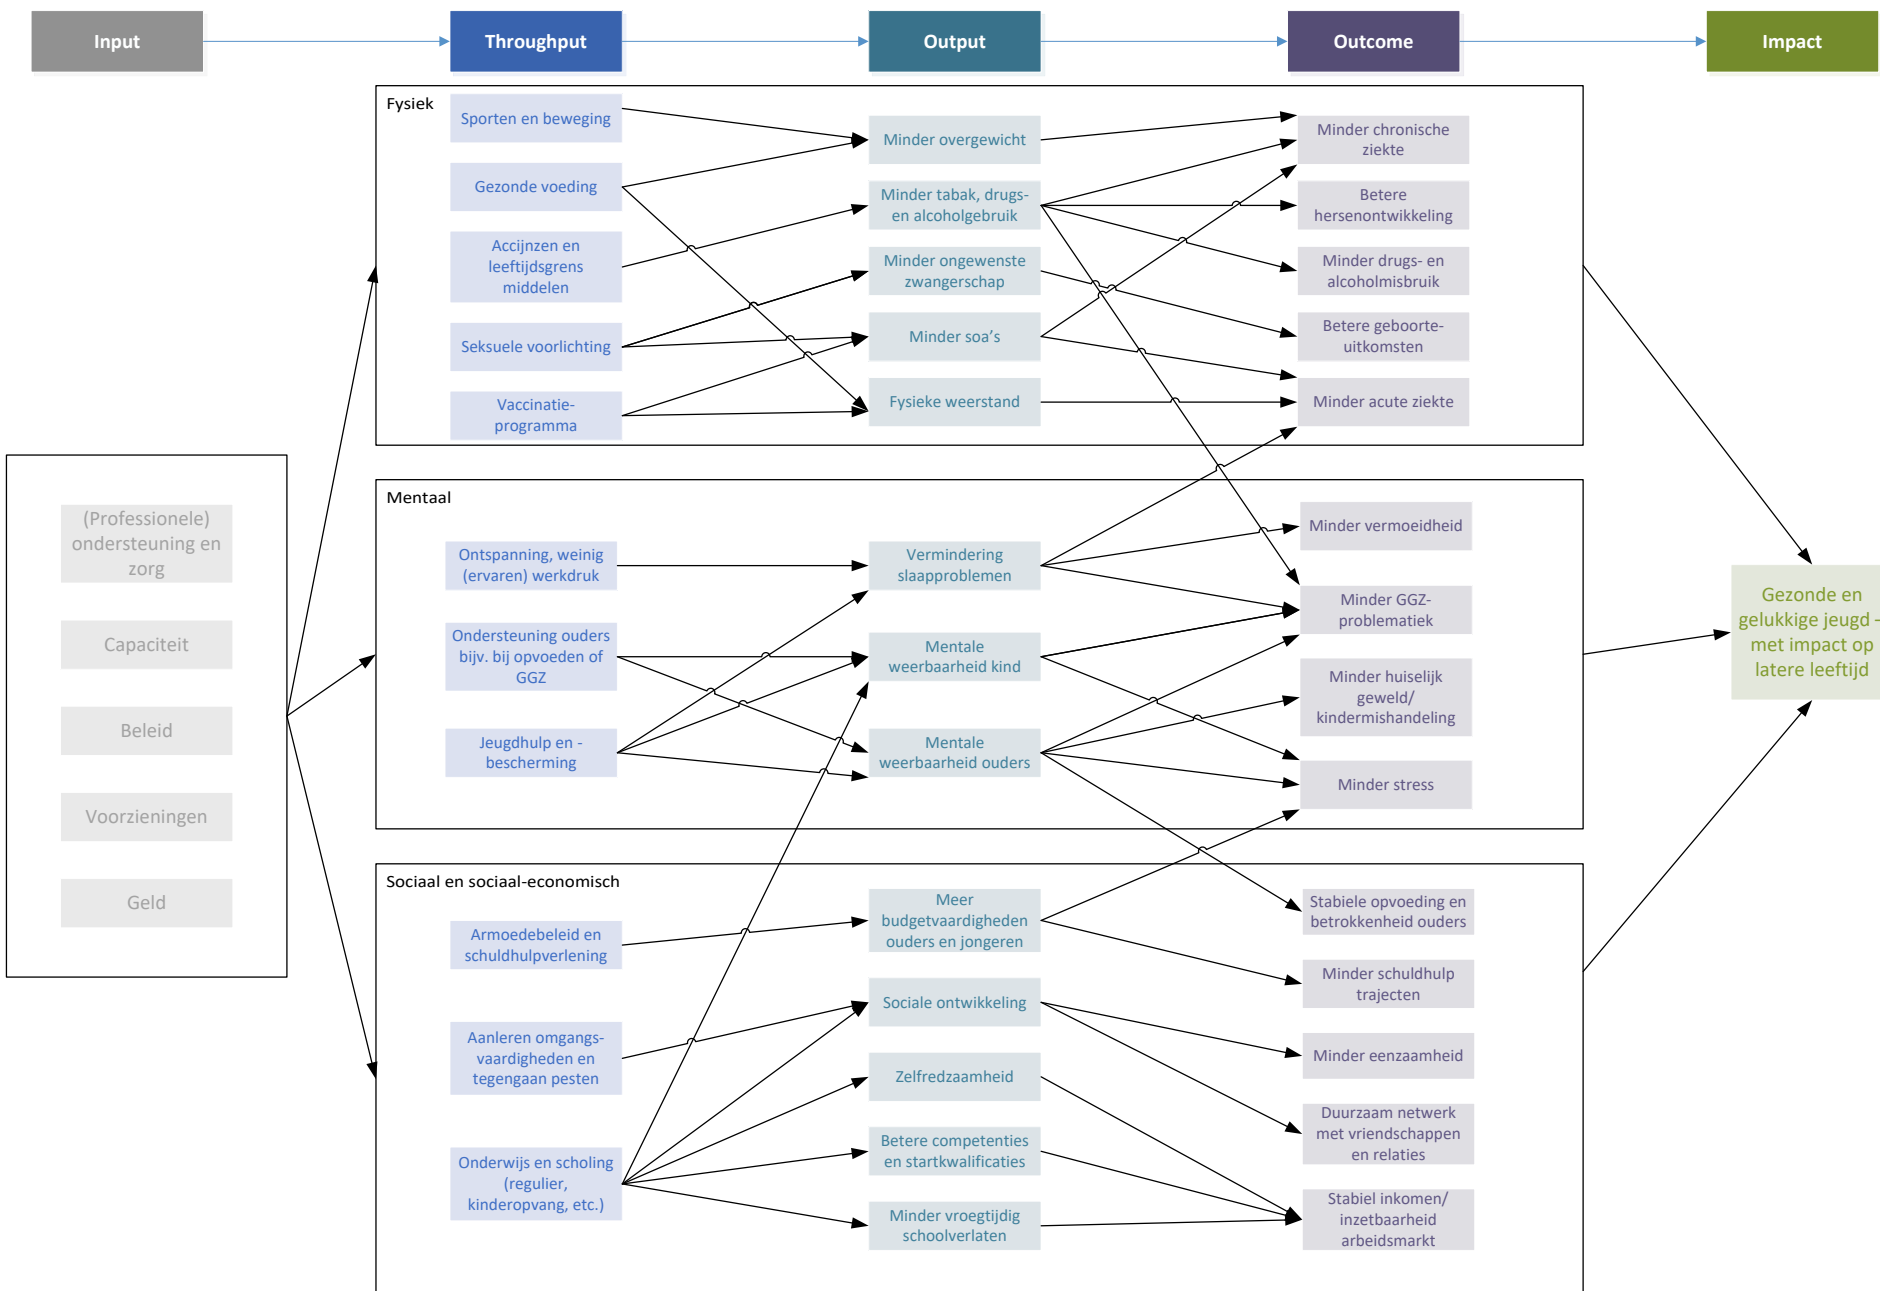 Input
Throughput
Output
Outcome
Impact
(Professionele)
ondersteuning en
zorg
Capaciteit
Beleid
Voorzieningen
Geld
Fysiek
Sporten en beweging
Gezonde voeding
Accijnzen en
leeftijdsgrens
middelen
Seksuele voorlichting
Vaccinatie-
programma
Minder overgewicht
Minder tabak, drugs-
en alcoholgebruik
Minder ongewenste
zwangerschap
Minder soa's
Fysieke weerstand
Minder chronische
ziekte
Betere
hersenontwikkeling
Minder drugs- en
alcoholmisbruik
Betere geboorte-
uitkomsten
Minder acute ziekte
Mentaal
Ontspanning, weinig
(ervaren) werkdruk
Ondersteuning ouders
bijv. bij opvoeden of
GGZ
Jeugdhulp en -
bescherming
Vermindering
slaapproblemen
Mentale
weerbaarheid kind
Mentale
weerbaarheid ouders
Minder vermoeidheid
Minder GGZ-
problematiek
Minder huiselijk
geweld/
kindermishandeling
Minder stress
Sociaal en sociaal-economisch
Armoedebeleid en
schuldhulpverlening
Aanleren omgangs-
vaardigheden en
tegengaan pesten
Onderwijs en scholing
(regulier,
kinderopvang, etc.)
Meer
budgetvaardigheden
ouders en jongeren
Sociale ontwikkeling
Zelfredzaamheid
Betere competenties
en startkwalificaties
Minder vroegtijdig
schoolverlaten
Stabiele opvoeding en
betrokkenheid ouders
Minder schuldhulp
trajecten
Minder eenzaamheid
Duurzaam netwerk
met vriendschappen
en relaties
Stabiel inkomen/
inzetbaarheid
arbeidsmarkt
Gezonde en
gelukkige jeugd -
met impact op
latere leeftijd